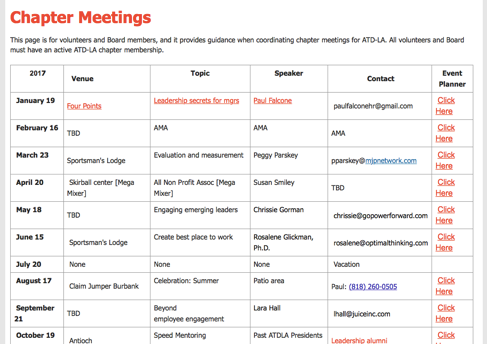 Chapter Meetings
This page is for volunteers and Board members, and it provides guidance when coordinating chapter meetings for ATD-LA. All volunteers and Board
must have an active ATD-LA chapter membership.
2017 Venue Topic Speaker Contact Event
Planner
January 19 Four Points Leadership secrets for mgrs Paul Falcone paulfalconehr@gmail.com Click
Here
February 16 TBD AMA AMA AMA Click
Here
March 23 Sportsman's Lodge Evaluation and measurement Peggy Parskey pparskey@mjpnetwork.com Click
Here
April 20 Skirball center [Mega All Non Profit Assoc [Mega Susan Smiley TBD Click
Mixer] Mixer] Here
May 18 TBD Engaging emerging leaders Chrissie Gorman chrissie@gopowerforward.com Click
Here
June 15 Sportsman's Lodge Create best place to work Rosalene Glickman, rosalene@optimalthinking.com Click
Ph.D. Here
July 20 None None None Vacation
August 17 Claim Jumper Burbank Celebration: Summer Patio area Paul: (818) 260-0505 Click
Here
September TBD Beyond Lara Hall lhall@juiceinc.com Click
21 employee engagement Here
October 19 Antioch Speed Mentoring Past ATDLA Presidents Leadership alumni Click
Here